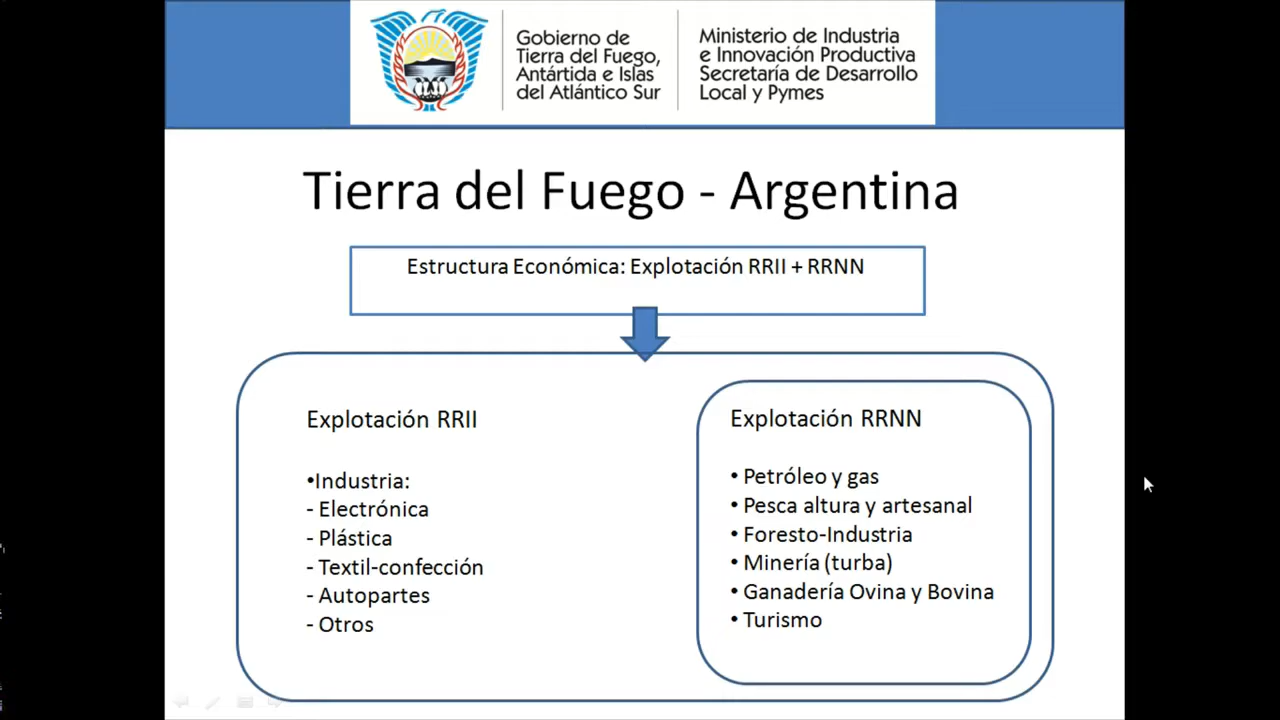 Gobierno de
Tierra del Fuego,
Antártida e Islas
del Atlántico Sur
Ministerio de Industria
e Innovación Productiva
Secretaría de Desarrollo
Local y Pymes
Tierra del Fuego - Argentina
Estructura Económica: Explotación RRII + RRNN
Explotación RRII
•Industria:
- Electrónica
- Plástica
- Textil-confección
- Autopartes
- Otros
Explotación RRNN
• Petróleo y gas
• Pesca altura y artesanal
• Foresto-Industria
• Minería (turba)
• Ganadería Ovina y Bovina
• Turismo